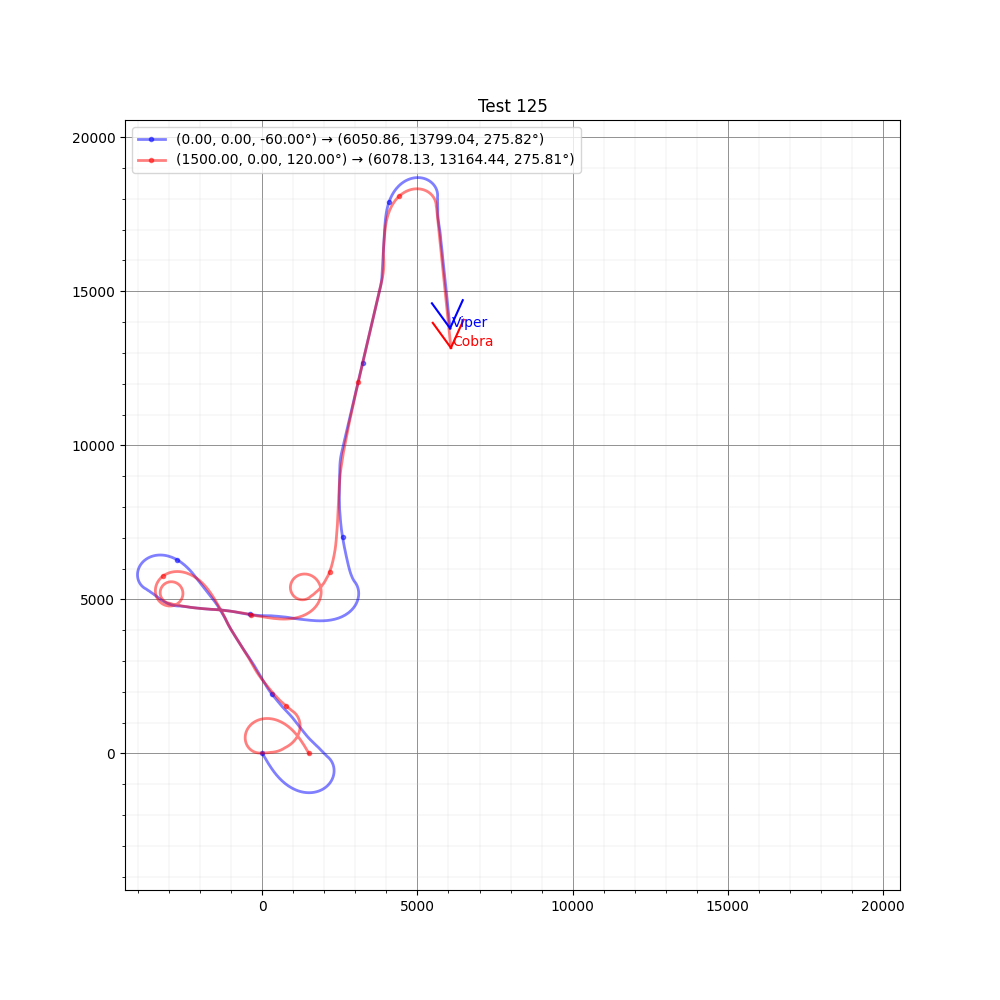 Test 125
(0.00, 0.00, -60.00°) → (6050.86, 13799.04, 275.82°)
(1500.00, 0.00, 120.00°) → (6078.13, 13164.44, 275.81°)
20000
15000
Viper
Cobra
10000
5000
0
0 5000 10000 15000 20000